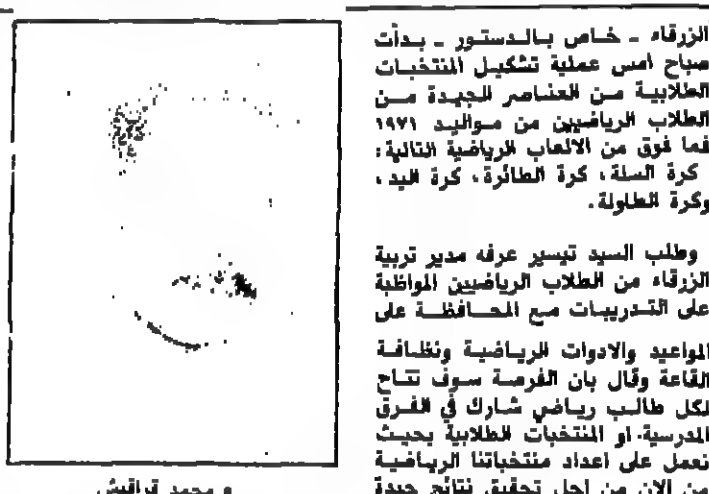 الزرقاء ـ خـاص بـالـدستـور ـ بـدأت
صباح امس عملية تشكيل المنتخبات
الطلابية من العناصر الجيدة من
الطلاب الرياضيين من مواليد ١٩٧١
فما فوق من الالعاب الرياضية التالية :
كرة السلة ، كرة الطائرة ، كرة اليد ،
وكرة الطاولة .
وطلب السيد تيسير عرفه مدير تربية
الزرقاء من الطلاب الرياضيين المواظبة
على التدريبات مع المحافظة على
المواعيد والادوات الرياضية ونظافة
القاعة وقال بان الفرصة سوف تتاح
لكل طالب رياضي شارك في الفرق
المدرسية او المنتخبات الطلابية بحيث
نعمل على اعداد منتخباتنا الرياضية
من الان من اجل تحقيق نتائج جيدة
• محمد قراقيش